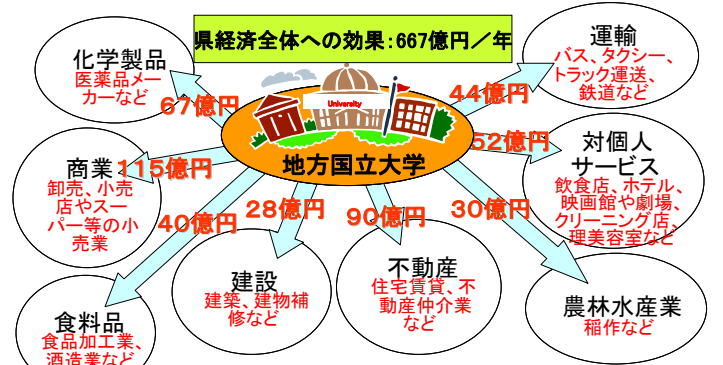 県経済全体への効果：667億円／年
化学製品
医薬品メー
カーなど
67億円
運輸
バス、タクシー、
トラック運送、
鉄道など
44億円
University
地方国立大学
商業
卸売、小売
店やスー
パー等の小
売業
115億円
52億円
対個人
サービス
飲食店、ホテル、
映画館や劇場、
クリーニング店、
理美容室など
40億円
28億円
90億円
30億円
食料品
食品加工業、
酒造業など
建設
建築、建物補
修など
不動産
住宅賃貸、不
動産仲介業
など
農林水産業
稲作など